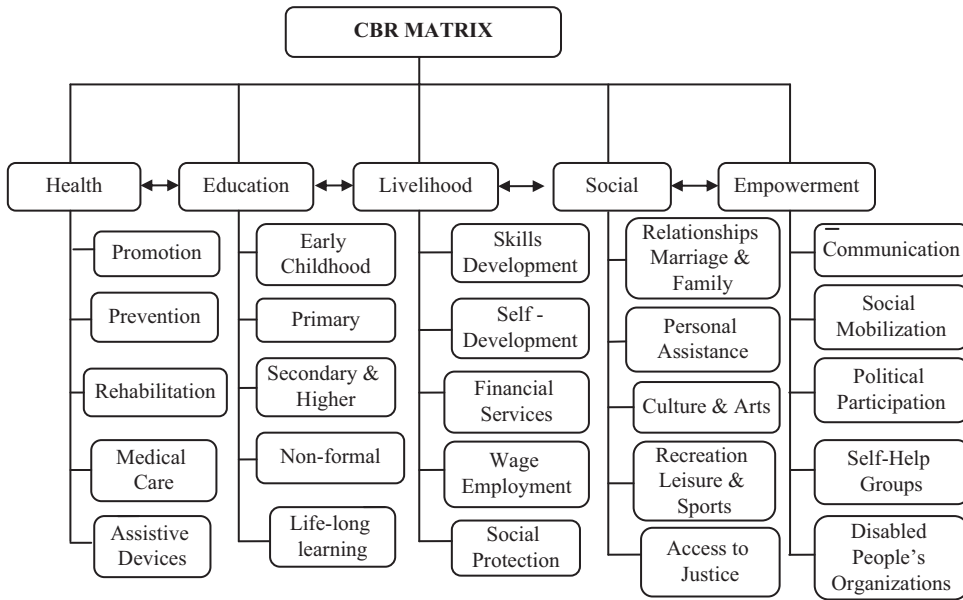 CBR MATRIX
Health
Education
Livelihood
Social
Empowerment
Promotion
Prevention
Rehabilitation
Medical
Care
Assistive
Devices
Early
Childhood
Primary
Secondary &
Higher
Non-formal
Life-long
learning
Skills
Development
Self -
Development
Financial
Services
Wage
Employment
Social
Protection
Relationships
Marriage &
Family
Personal
Assistance
Culture & Arts
Recreation
Leisure &
Sports
Access to
Justice
Communication
Social
Mobilization
Political
Participation
Self-Help
Groups
Disabled
People’s
Organizations